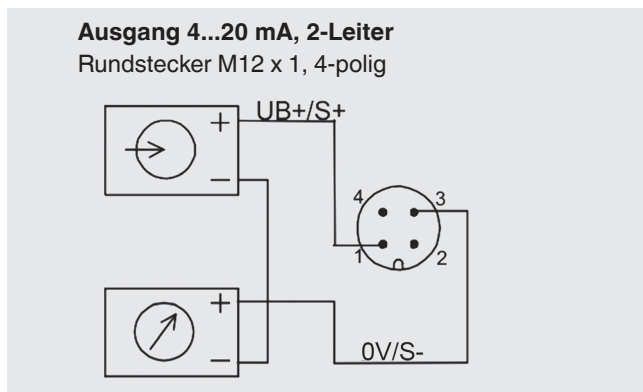 Ausgang 4...20 mA, 2-Leiter
Rundstecker M12 x 1, 4-polig
UB+/S+
+
−
4 3
1 2
+
−
0V/S-